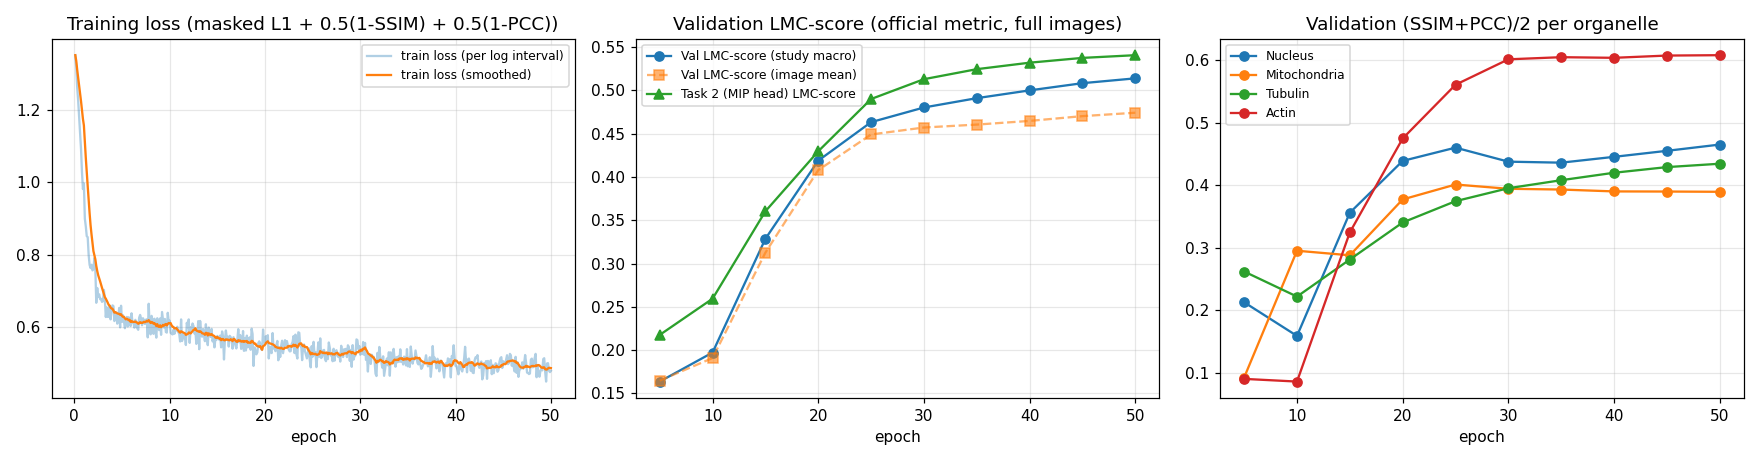 Training loss (masked L1 + 0.5(1-SSIM) + 0.5(1-PCC))
train loss (per log interval)
train loss (smoothed)
1.2
1.0
0.8
0.6
0 10 20 30 40 50
epoch
Validation LMC-score (official metric, full images)
Val LMC-score (study macro)
Val LMC-score (image mean)
Task 2 (MIP head) LMC-score
0.55
0.50
0.45
0.40
0.35
0.30
0.25
0.20
0.15
10 20 30 40 50
epoch
Validation (SSIM+PCC)/2 per organelle
Nucleus
Mitochondria
Tubulin
Actin
0.6
0.5
0.4
0.3
0.2
0.1
10 20 30 40 50
epoch